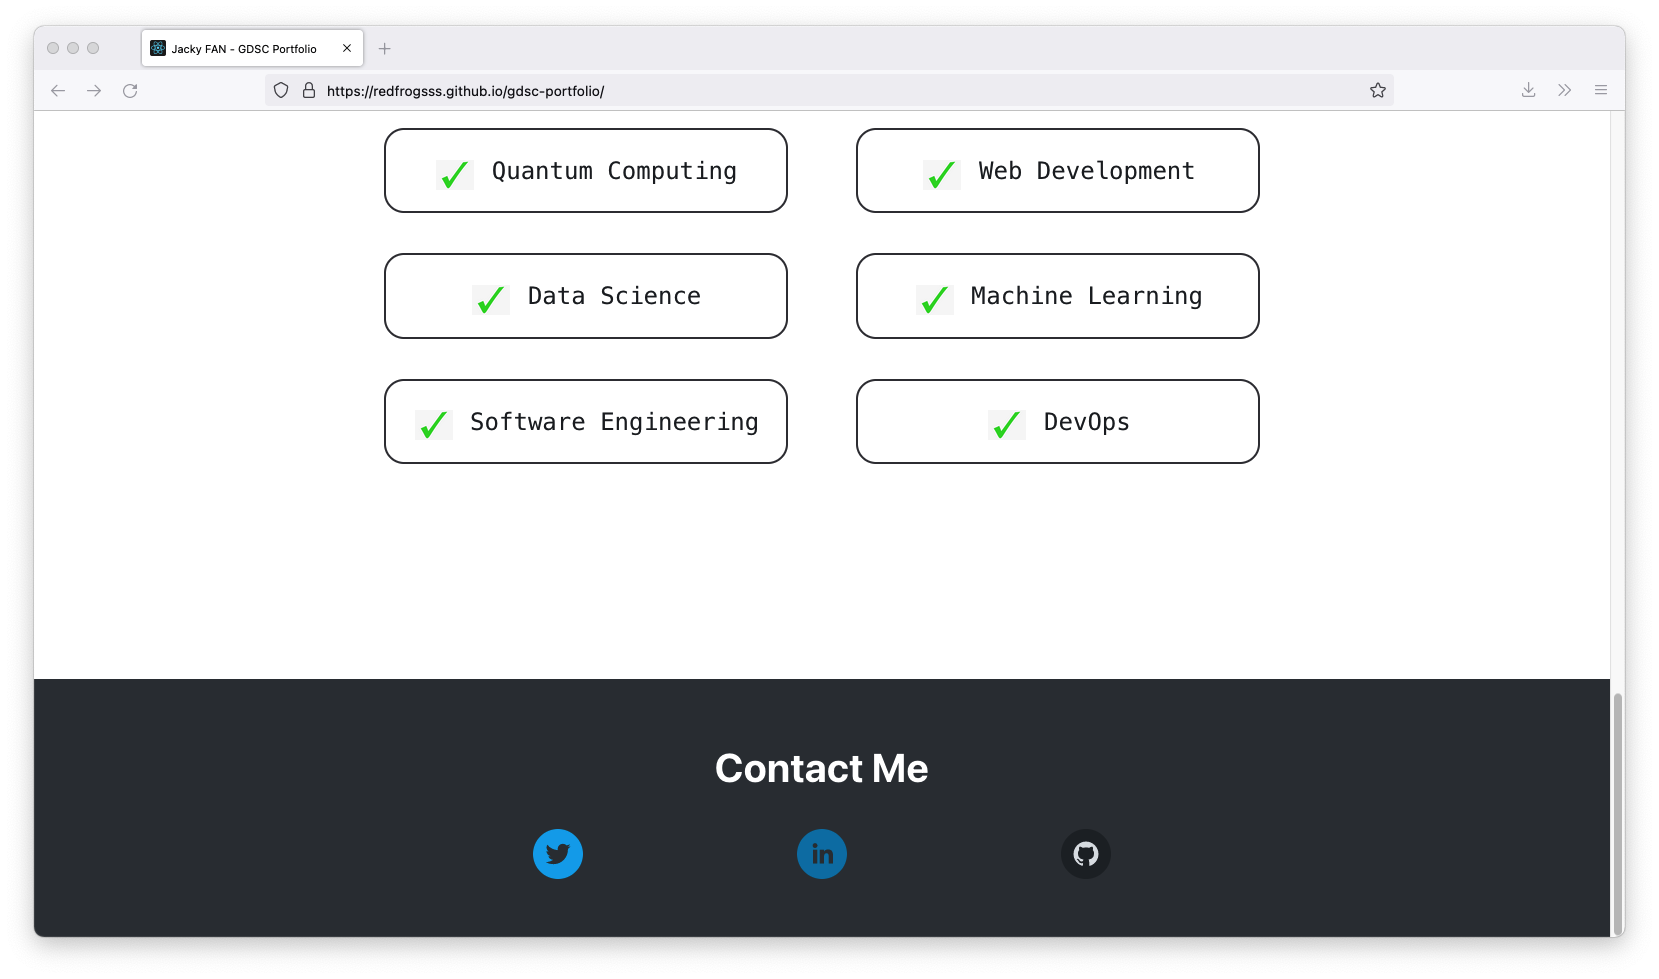 Jacky FAN - GDSC Portfolio
https://redfrogsss.github.io/gdsc-portfolio/
Quantum Computing
Web Development
Data Science
Machine Learning
Software Engineering
DevOps
Contact Me
in